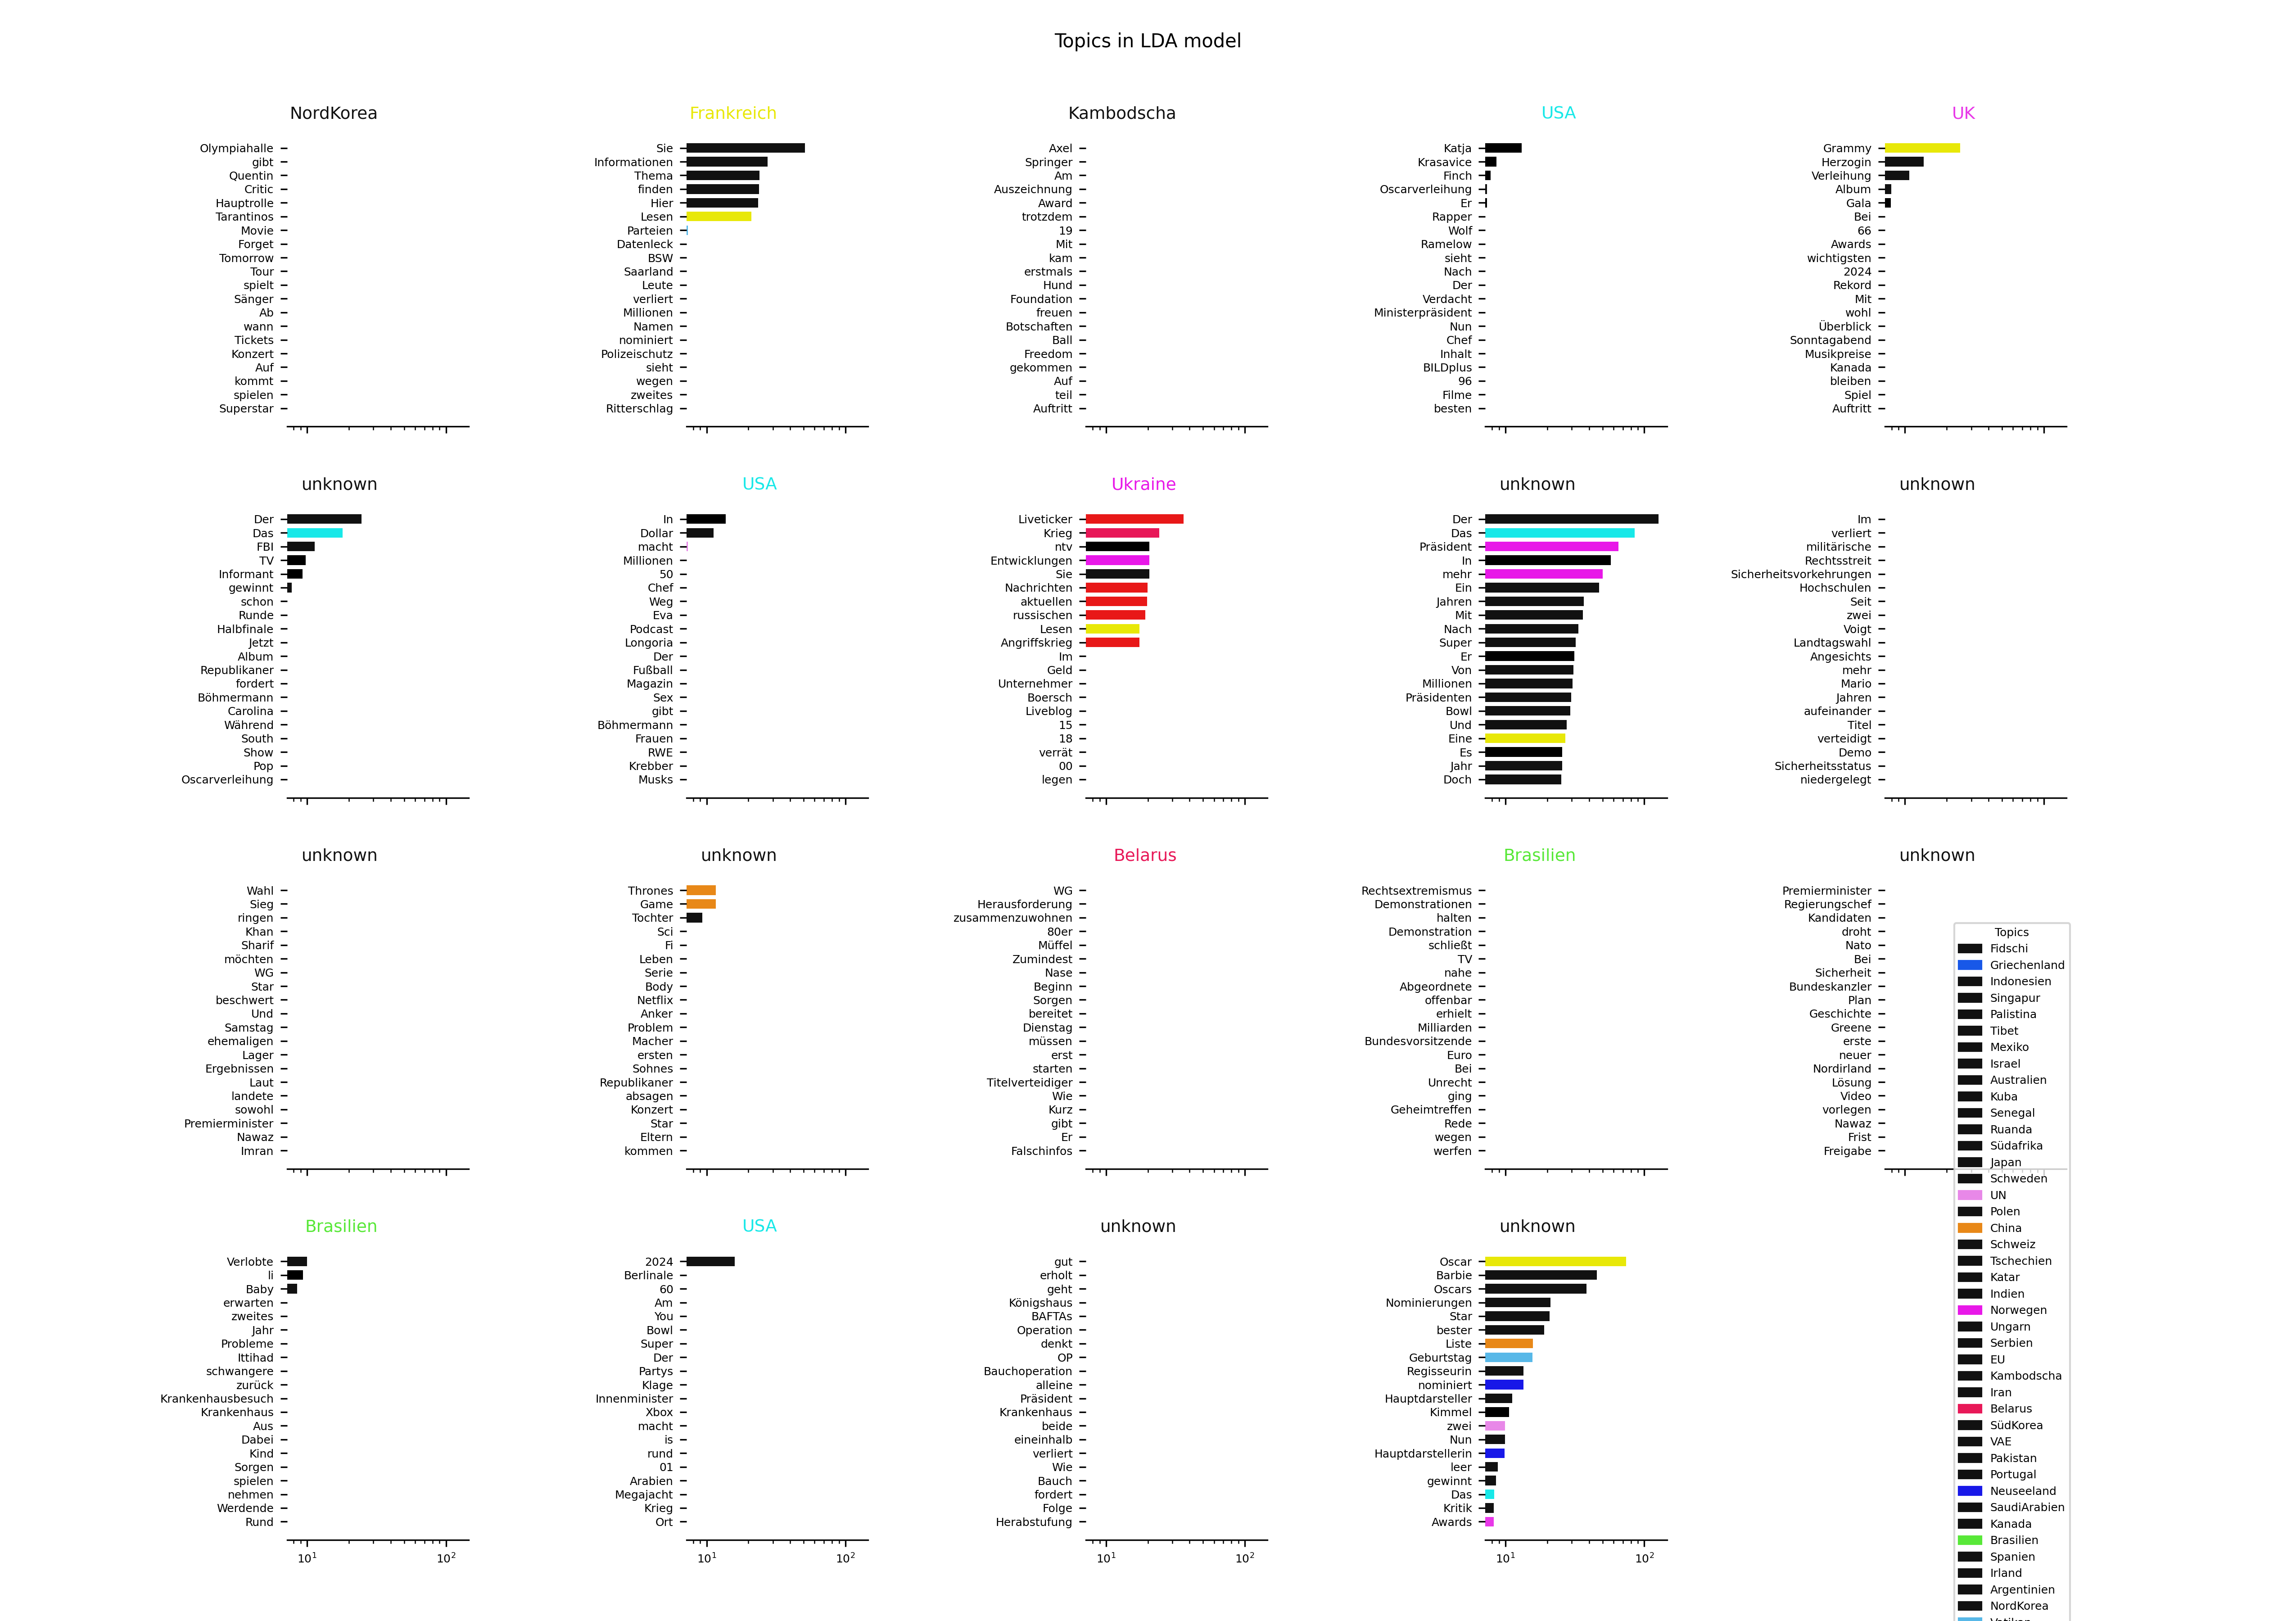 Topics in LDA model
NordKorea
Olympiahalle
gibt
Quentin
Critic
Hauptrolle
Tarantinos
Movie
Forget
Tomorrow
Tour
spielt
Sänger
Ab
wann
Tickets
Konzert
Auf
kommt
spielen
Superstar
Frankreich
Sie
Informationen
Thema
finden
Hier
Lesen
Parteien
Datenleck
BSW
Saarland
Leute
verliert
Millionen
Namen
nominiert
Polizeischutz
sieht
wegen
zweites
Ritterschlag
Kambodscha
Axel
Springer
Am
Auszeichnung
Award
trotzdem
19
Mit
kam
erstmals
Hund
Foundation
freuen
Botschaften
Ball
Freedom
gekommen
Auf
teil
Auftritt
USA
Katja
Krasavice
Finch
Oscarverleihung
Er
Rapper
Wolf
Ramelow
sieht
Nach
Der
Verdacht
Ministerpräsident
Nun
Chef
Inhalt
BILDplus
96
Filme
besten
UK
Grammy
Herzogin
Verleihung
Album
Gala
Bei
66
Awards
wichtigsten
2024
Rekord
Mit
wohl
Überblick
Sonntagabend
Musikpreise
Kanada
bleiben
Spiel
Auftritt
unknown
Der
Das
FBI
TV
Informant
gewinnt
schon
Runde
Halbfinale
Jetzt
Album
Republikaner
fordert
Böhmermann
Carolina
Während
South
Show
Pop
Oscarverleihung
USA
In
Dollar
macht
Millionen
50
Chef
Weg
Eva
Podcast
Longoria
Der
Fußball
Magazin
Sex
gibt
Böhmermann
Frauen
RWE
Krebber
Musks
Ukraine
Liveticker
Krieg
ntv
Entwicklungen
Sie
Nachrichten
aktuellen
russischen
Lesen
Angriffskrieg
Im
Geld
Unternehmer
Boersch
Liveblog
15
18
verrät
00
legen
unknown
Der
Das
Präsident
In
mehr
Ein
Jahren
Mit
Nach
Super
Er
Von
Millionen
Präsidenten
Bowl
Und
Eine
Es
Jahr
Doch
unknown
Im
verliert
militärische
Rechtsstreit
Sicherheitsvorkehrungen
Hochschulen
Seit
zwei
Voigt
Landtagswahl
Angesichts
mehr
Mario
Jahren
aufeinander
Titel
verteidigt
Demo
Sicherheitsstatus
niedergelegt
unknown
Wahl
Sieg
ringen
Khan
Sharif
möchten
WG
Star
beschwert
Und
Samstag
ehemaligen
Lager
Ergebnissen
Laut
landete
sowohl
Premierminister
Nawaz
Imran
unknown
Thrones
Game
Tochter
Sci
Fi
Leben
Serie
Body
Netflix
Anker
Problem
Macher
ersten
Sohnes
Republikaner
absagen
Konzert
Star
Eltern
kommen
Belarus
WG
Herausforderung
zusammenzuwohnen
80er
Müffel
Zumindest
Nase
Beginn
Sorgen
bereitet
Dienstag
müssen
erst
starten
Titelverteidiger
Wie
Kurz
gibt
Er
Falschinfos
Brasilien
Rechtsextremismus
Demonstrationen
halten
Demonstration
schließt
TV
nahe
Abgeordnete
offenbar
erhielt
Milliarden
Bundesvorsitzende
Euro
Bei
Unrecht
ging
Geheimtreffen
Rede
wegen
werfen
unknown
Premierminister
Regierungschef
Kandidaten
droht
Nato
Bei
Sicherheit
Bundeskanzler
Plan
Geschichte
Greene
erste
neuer
Nordirland
Lösung
Video
vorlegen
Nawaz
Frist
Freigabe
Brasilien
Verlobte
li
Baby
erwarten
zweites
Jahr
Probleme
Ittihad
schwangere
zurück
Krankenhausbesuch
Krankenhaus
Aus
Dabei
Kind
Sorgen
spielen
nehmen
Werdende
Rund
10¹ 10²
USA
2024
Berlinale
60
Am
You
Bowl
Super
Der
Partys
Klage
Innenminister
Xbox
macht
is
rund
01
Arabien
Megajacht
Krieg
Ort
10¹ 10²
unknown
gut
erholt
geht
Königshaus
BAFTAs
Operation
denkt
OP
Bauchoperation
alleine
Präsident
Krankenhaus
beide
eineinhalb
verliert
Wie
Bauch
fordert
Folge
Herabstufung
10¹ 10²
unknown
Oscar
Barbie
Oscars
Nominierungen
Star
bester
Liste
Geburtstag
Regisseurin
nominiert
Hauptdarsteller
Kimmel
zwei
Nun
Hauptdarstellerin
leer
gewinnt
Das
Kritik
Awards
10¹ 10²
Topics
Fidschi
Griechenland
Indonesien
Singapur
Palistina
Tibet
Mexiko
Israel
Australien
Kuba
Senegal
Ruanda
Südafrika
Japan
Schweden
UN
Polen
China
Schweiz
Tschechien
Katar
Indien
Norwegen
Ungarn
Serbien
EU
Kambodscha
Iran
Belarus
SüdKorea
VAE
Pakistan
Portugal
Neuseeland
SaudiArabien
Kanada
Brasilien
Spanien
Irland
Argentinien
NordKorea